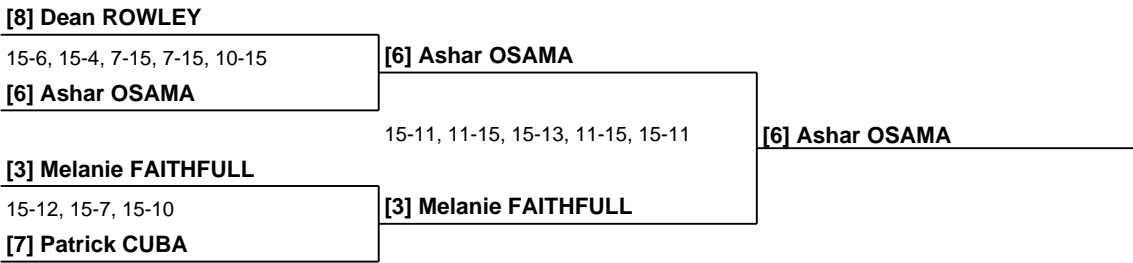 [8] Dean ROWLEY
15-6, 15-4, 7-15, 7-15, 10-15
[6] Ashar OSAMA
[6] Ashar OSAMA
15-11, 11-15, 15-13, 11-15, 15-11
[6] Ashar OSAMA
[3] Melanie FAITHFULL
15-12, 15-7, 15-10
[3] Melanie FAITHFULL
[7] Patrick CUBA